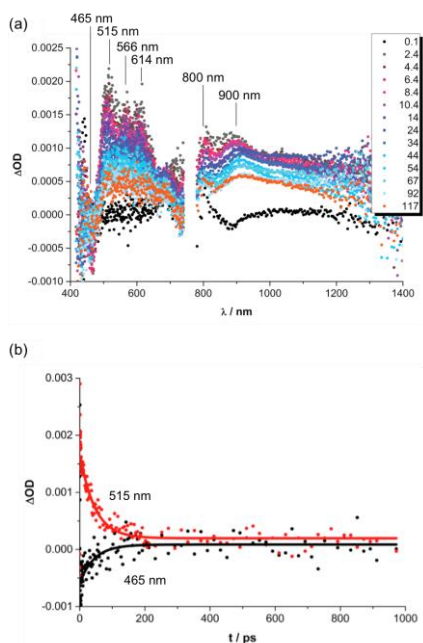 (a)
465 nm
515 nm
566 nm
614 nm
800 nm
900 nm
0.1
2.4
4.4
6.4
8.4
10.4
14
24
34
44
54
67
92
117
0.0025
0.0020
0.0015
0.0010
0.0005
0.0000
-0.0005
-0.0010
ΔOD
400 600 800 1000 1200 1400
λ / nm
(b)
0.003
0.002
0.001
0.000
-0.001
ΔOD
515 nm
465 nm
0 200 400 600 800 1000
t / ps